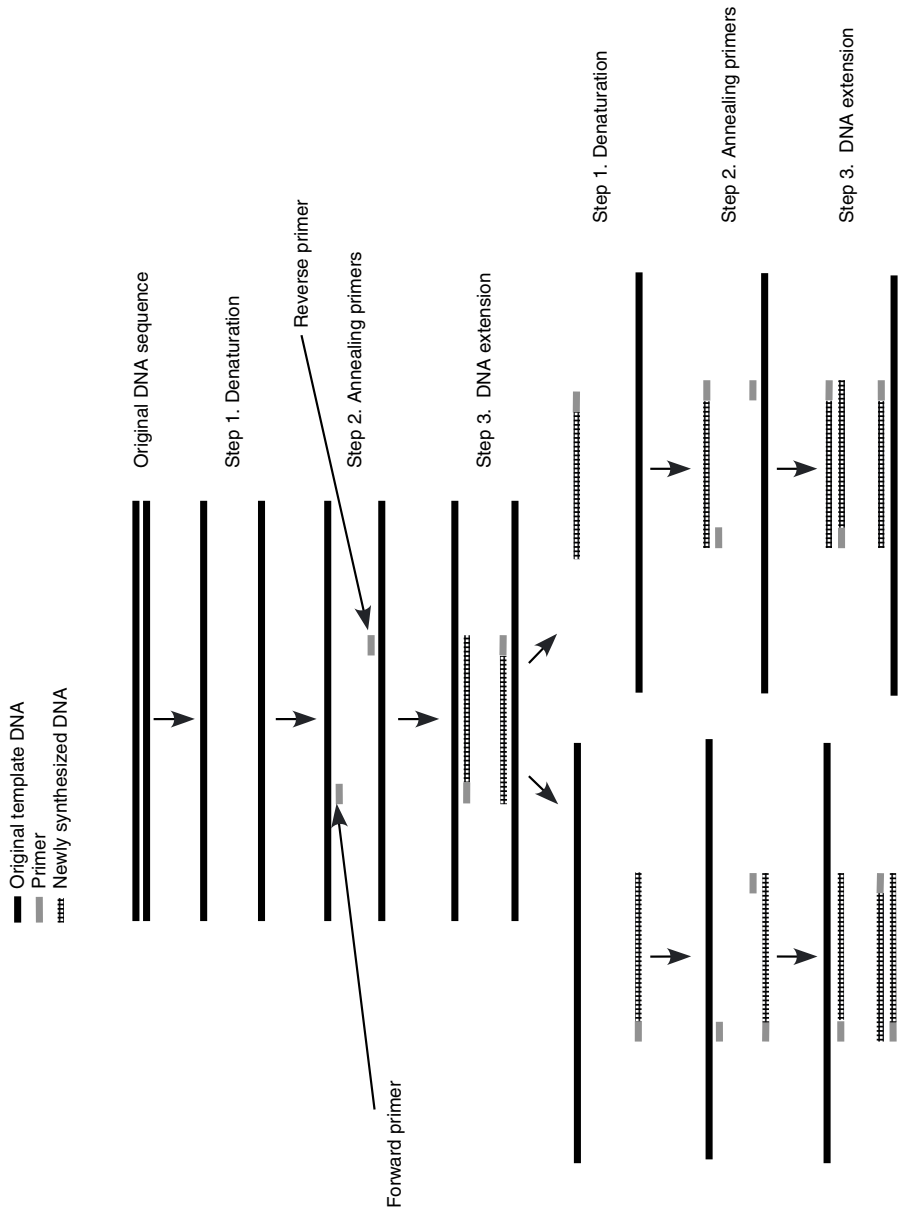 Original template DNA
Primer
Newly synthesized DNA
Original DNA sequence
Step 1. Denaturation
Reverse primer
Step 2. Annealing primers
Forward primer
Step 3. DNA extension
Step 1. Denaturation
Step 2. Annealing primers
Step 3. DNA extension